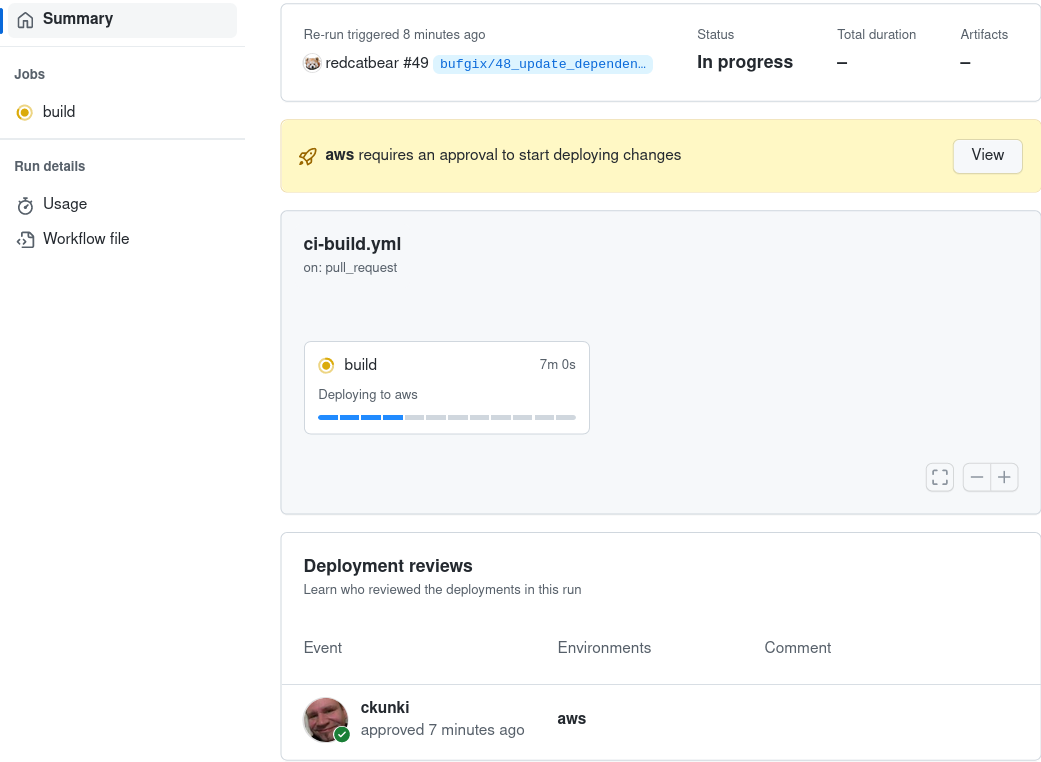 Summary
Jobs
build
Run details
Usage
Workflow file
Re-run triggered 8 minutes ago
redcatbear #49 bufgix/48_update_dependen…
Status
In progress
Total duration
–
Artifacts
–
aws requires an approval to start deploying changes
View
ci-build.yml
on: pull_request
build 7m 0s
Deploying to aws
Deployment reviews
Learn who reviewed the deployments in this run
Event Environments Comment
ckunki
approved 7 minutes ago
aws